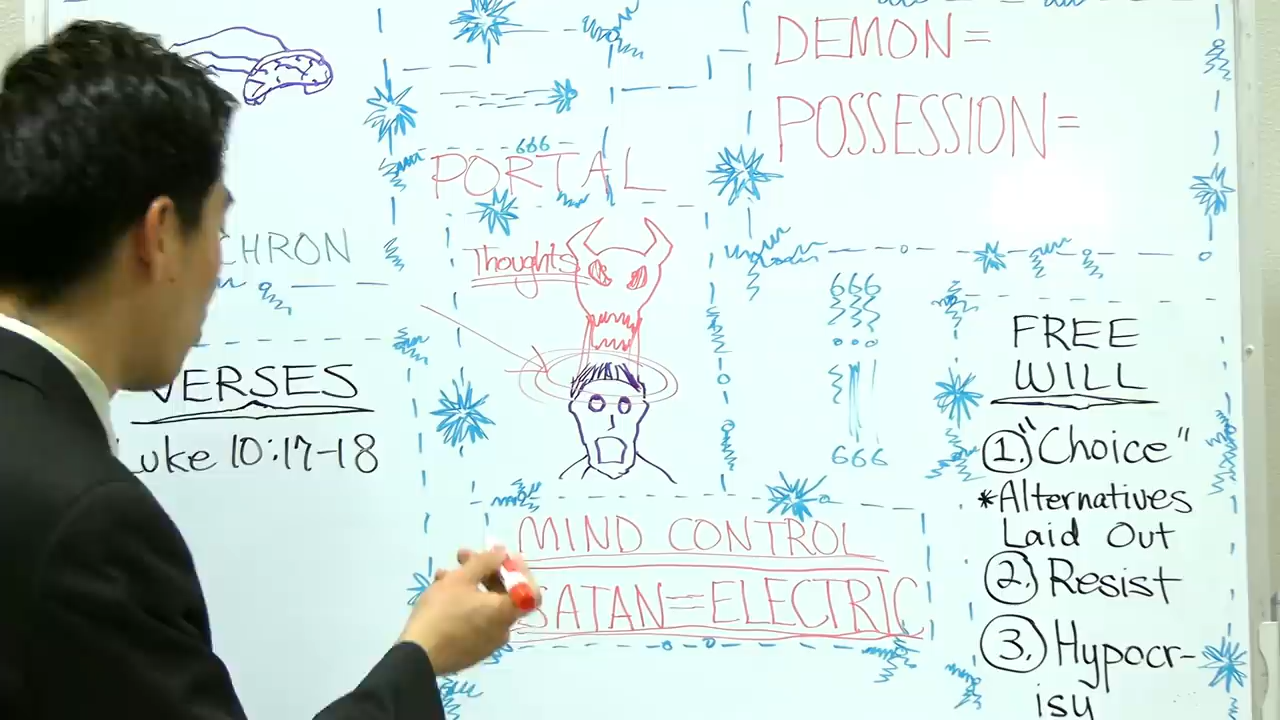 DEMON=
POSSESSION=
666
PORTAL
CHRON
Thoughts
VERSES
Luke 10:17-18
666
666
MIND CONTROL
SATAN=ELECTRIC
FREE
WILL
1. "Choice"
*Alternatives
Laid Out
2. Resist
3. Hypocr-
isy